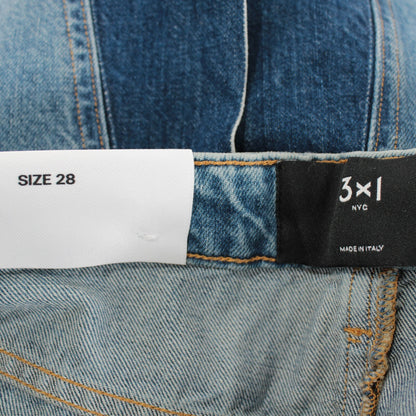 SIZE 28
3×1
NYC
MADE IN ITALY